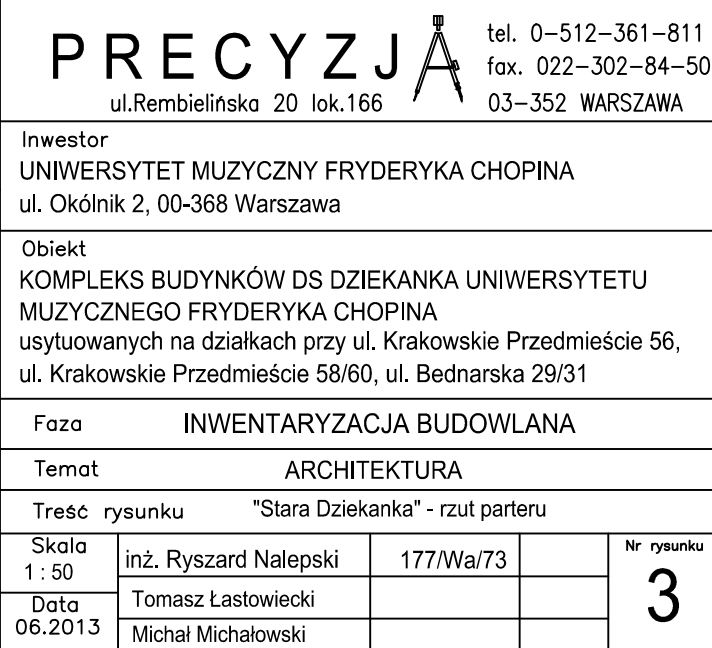 PRECYZJA
tel. 0-512-361-811
fax. 022-302-84-50
ul.Rembielińska 20 lok.166
03-352 WARSZAWA
Inwestor
UNIWERSYTET MUZYCZNY FRYDERYKA CHOPINA
ul. Okólnik 2, 00-368 Warszawa
Obiekt
KOMPLEKS BUDYNKÓW DS DZIEKANKA UNIWERSYTETU
MUZYCZNEGO FRYDERYKA CHOPINA
usytuowanych na działkach przy ul. Krakowskie Przedmieście 56,
ul. Krakowskie Przedmieście 58/60, ul. Bednarska 29/31
Faza INWENTARYZACJA BUDOWLANA
Temat ARCHITEKTURA
Treść rysunku "Stara Dziekanka" - rzut parteru
Skala
1 : 50
inż. Ryszard Nalepski 177/Wa/73
Nr rysunku
3
Data
06.2013
Tomasz Łastowiecki
Michał Michałowski